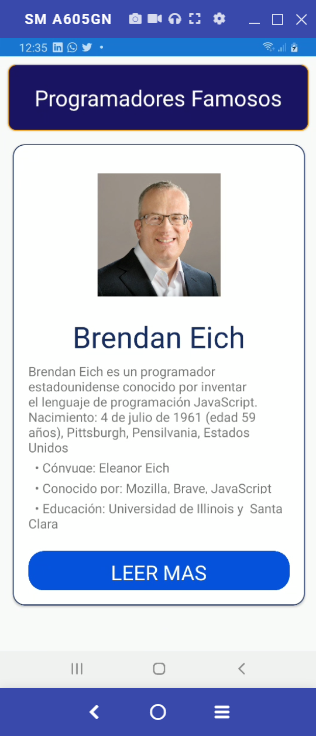 SM A605GN
12:35
Programadores Famosos
Brendan Eich
Brendan Eich es un programador
estadounidense conocido por inventar
el lenguaje de programación JavaScript.
Nacimiento: 4 de julio de 1961 (edad 59
años), Pittsburgh, Pensilvania, Estados
Unidos
• Cónyuge: Eleanor Eich
• Conocido por: Mozilla, Brave, JavaScript
• Educación: Universidad de Illinois y Santa
Clara
LEER MAS